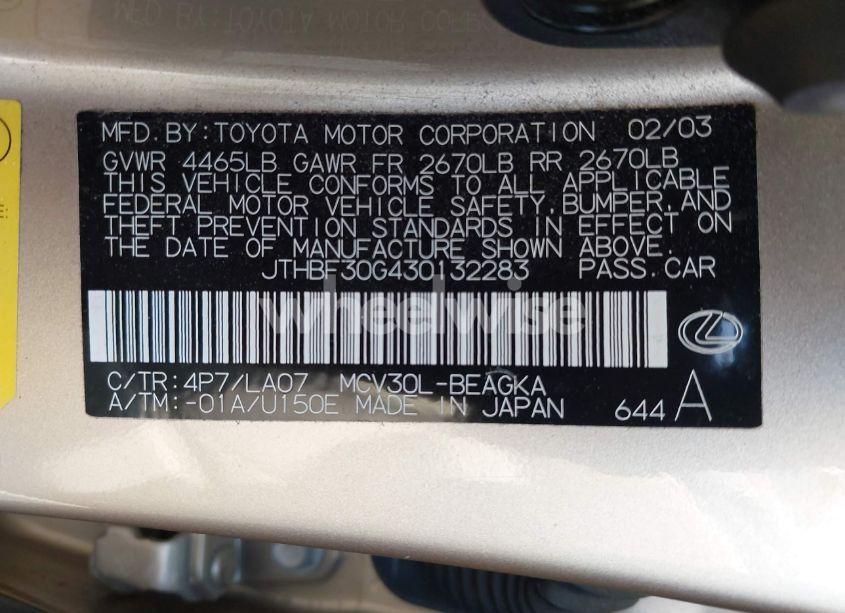 MFD. BY: TOYOTA MOTOR CORPORATION 02/03
GVWR 4465LB GAWR FR 2670LB RR 2670LB
THIS VEHICLE CONFORMS TO ALL APPLICABLE
FEDERAL MOTOR VEHICLE SAFETY, BUMPER, AND
THEFT PREVENTION STANDARDS IN EFFECT ON
THE DATE OF MANUFACTURE SHOWN ABOVE.
JTHBF30G430132283 PASS. CAR
wheelwise
C/TR: 4P7/LA07 MCV30L-BEAGKA
A/TM: -01A/U150E MADE IN JAPAN
644 A